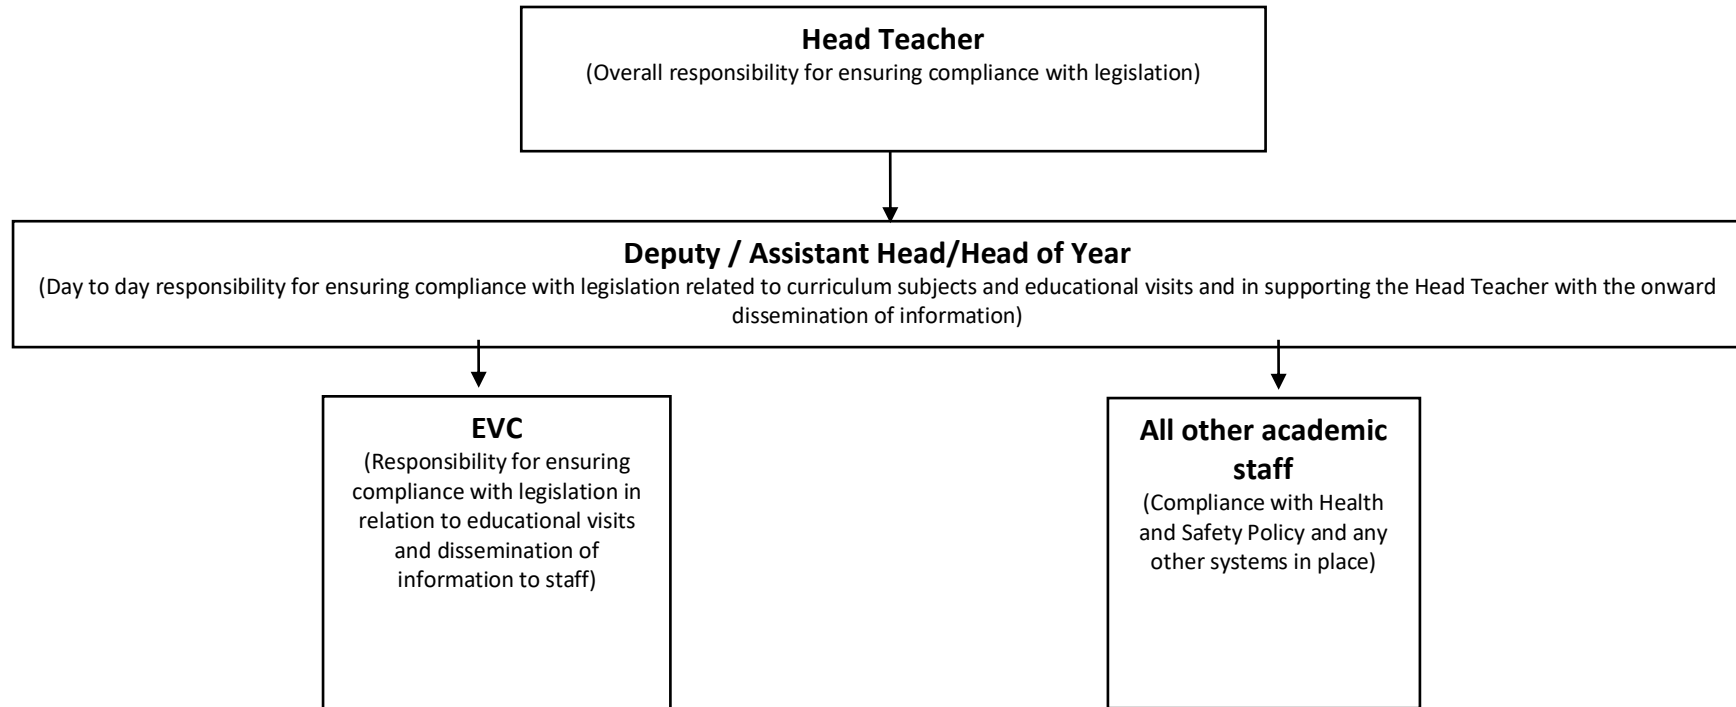 Head Teacher
(Overall responsibility for ensuring compliance with legislation)
Deputy / Assistant Head/Head of Year
(Day to day responsibility for ensuring compliance with legislation related to curriculum subjects and educational visits and in supporting the Head Teacher with the onward
dissemination of information)
EVC
(Responsibility for ensuring
compliance with legislation in
relation to educational visits
and dissemination of
information to staff)
All other academic
staff
(Compliance with Health
and Safety Policy and any
other systems in place)